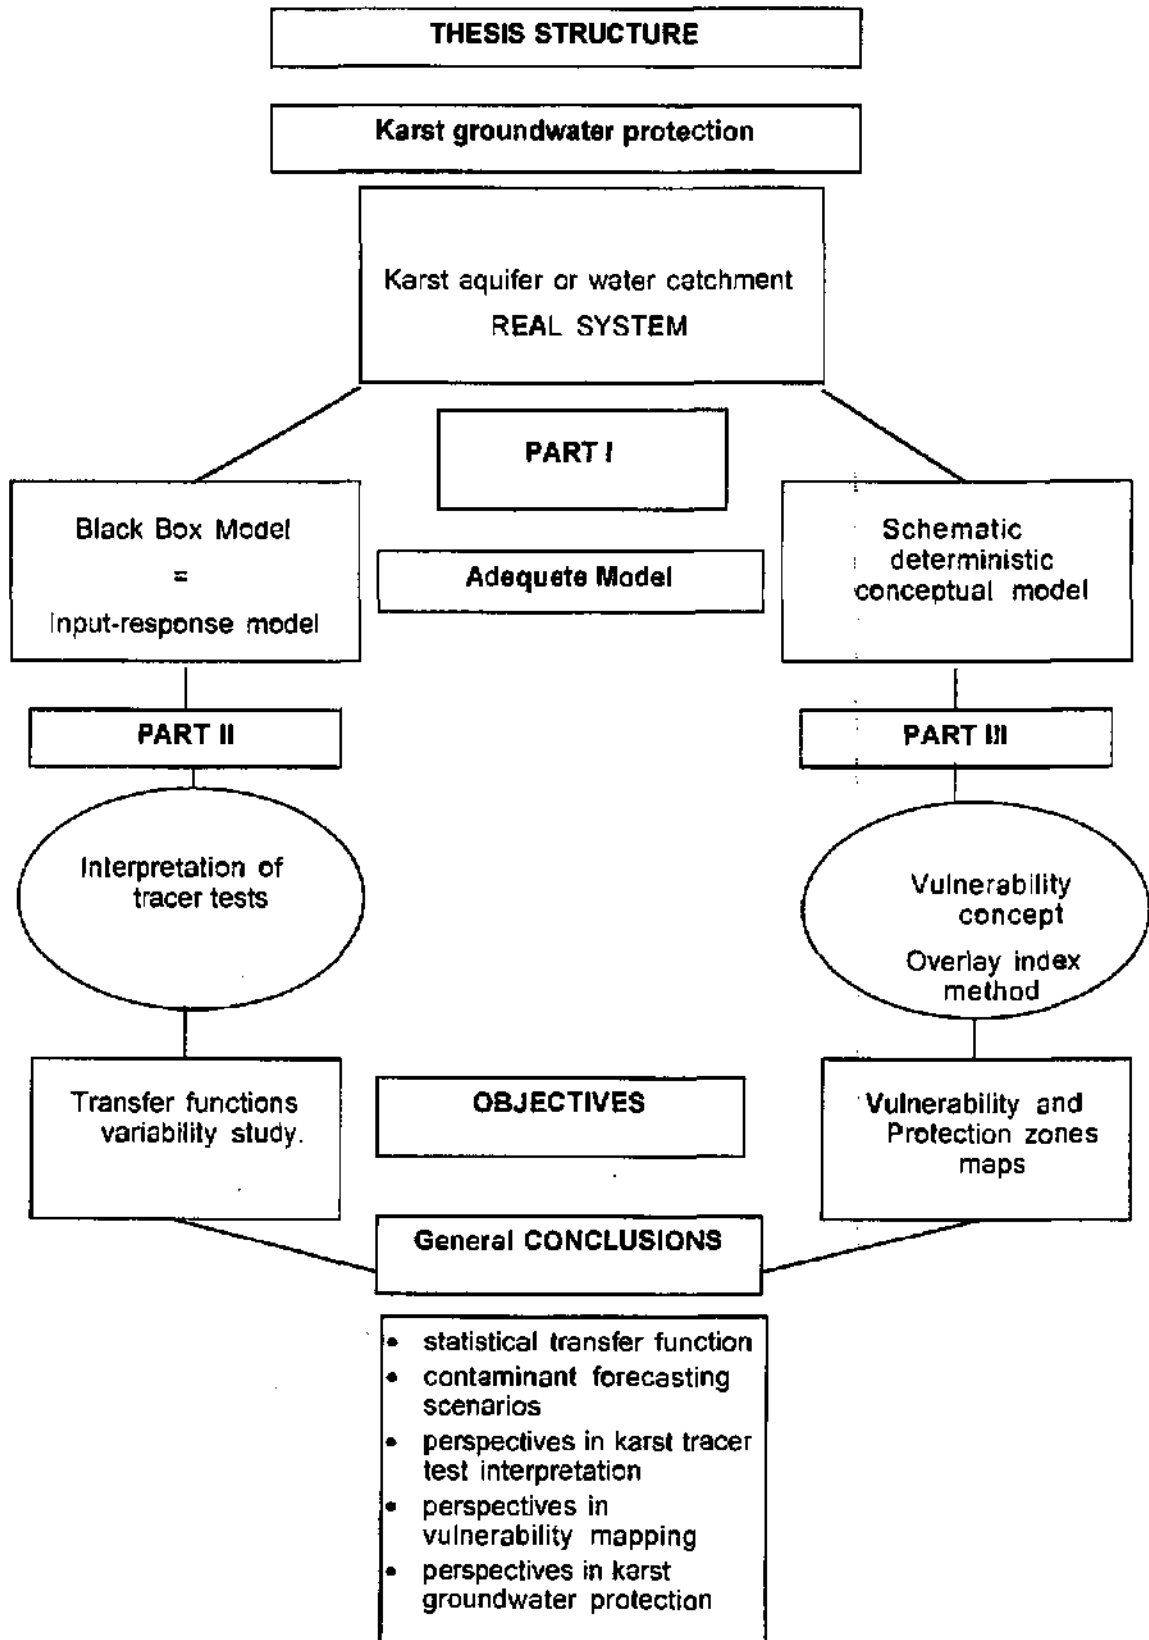 THESIS STRUCTURE
Karst groundwater protection
Karst aquifer or water catchment
REAL SYSTEM
PART I
Black Box Model
=
Input-response model
Adequete Model
Schematic
deterministic
conceptual model
PART II
PART III
Interpretation of
tracer tests
Vulnerability
concept
Overlay index
method
Transfer functions
variability study.
OBJECTIVES
Vulnerability and
Protection zones
maps
General CONCLUSIONS
• statistical transfer function
• contaminant forecasting
scenarios
• perspectives in karst tracer
test interpretation
• perspectives in
vulnerability mapping
• perspectives in karst
groundwater protection